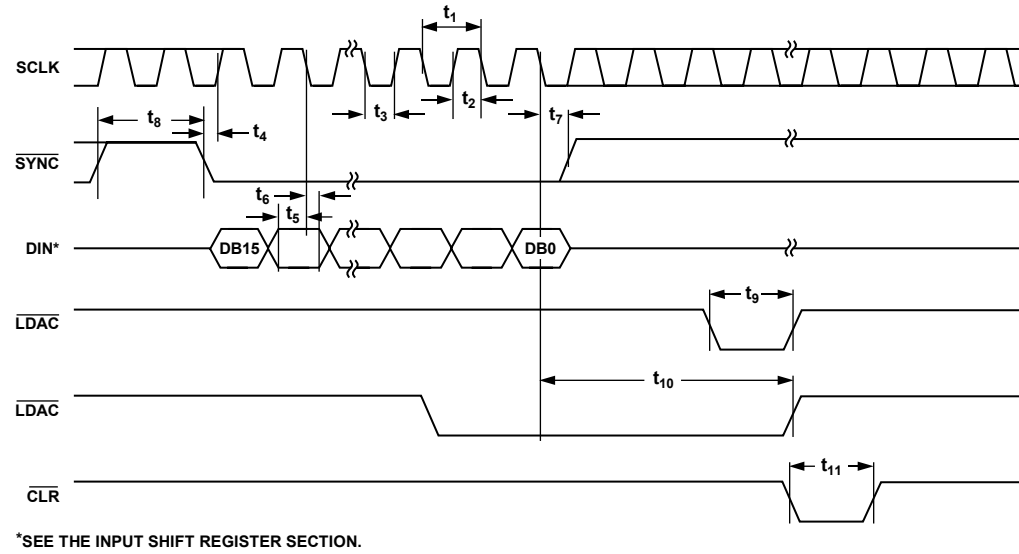 t1
SCLK
t3
t2
t8
t4
t7
SYNC
t6
t5
DIN*
DB15
DB0
t9
LDAC
t10
LDAC
t11
CLR
*SEE THE INPUT SHIFT REGISTER SECTION.